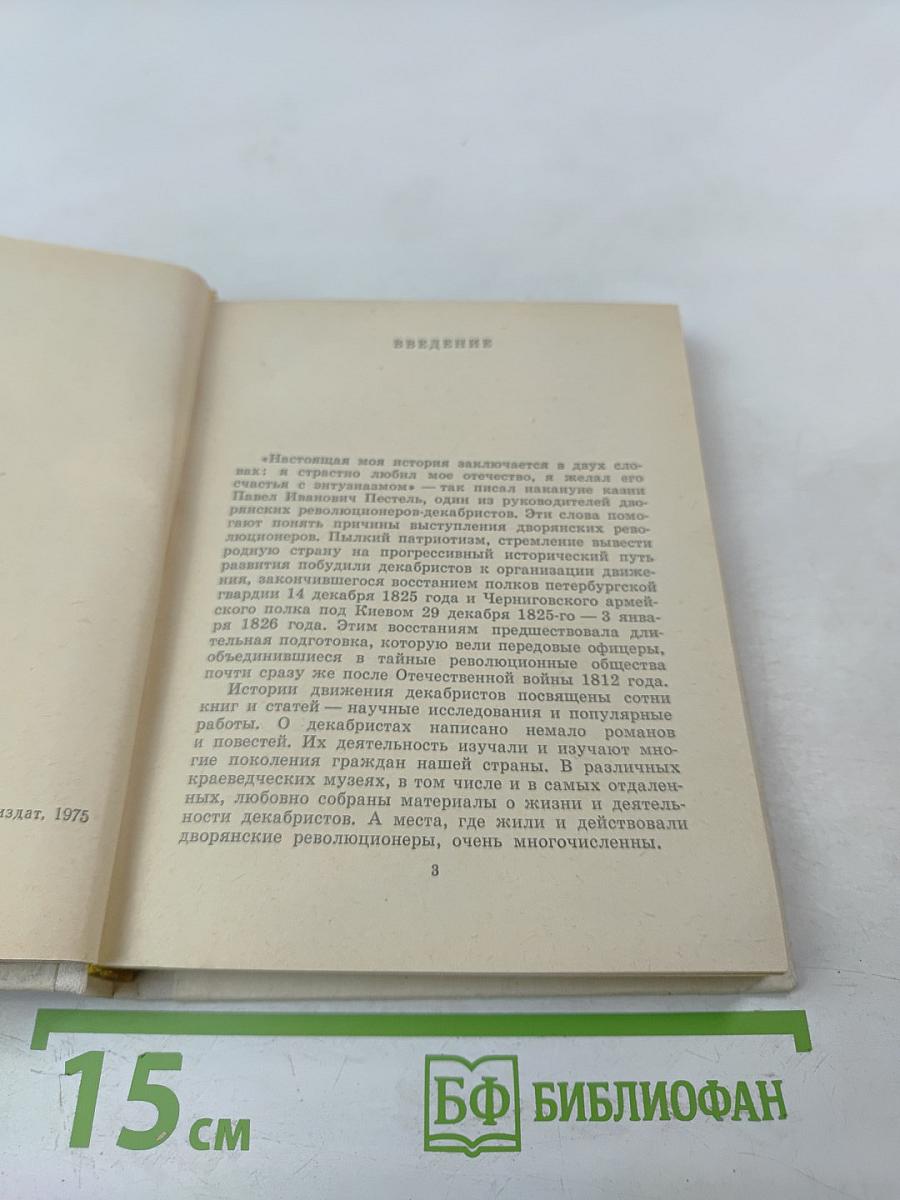 издат, 1975
ВВЕДЕНИЕ
«Настоящая моя история заключается в двух сло-
вах: я страстно любил мое отечество, я желал его
счастья с энтузиазмом» — так писал накануне казни
Павел Иванович Пестель, один из руководителей дво-
рянских революционеров-декабристов. Эти слова помо-
гают понять причины выступления дворянских рево-
люционеров. Пылкий патриотизм, стремление вывести
родную страну на прогрессивный исторический путь
развития побудили декабристов к организации движе-
ния, закончившегося восстанием полков петербургской
гвардии 14 декабря 1825 года и Черниговского армей-
ского полка под Киевом 29 декабря 1825-го — 3 янва-
ря 1826 года. Этим восстаниям предшествовала дли-
тельная подготовка, которую вели передовые офицеры,
объединившиеся в тайные революционные общества
почти сразу же после Отечественной войны 1812 года.
Истории движения декабристов посвящены сотни
книг и статей — научные исследования и популярные
работы. О декабристах написано немало романов
и повестей. Их деятельность изучали и изучают мно-
гие поколения граждан нашей страны. В различных
краеведческих музеях, в том числе и в самых отдален-
ных, любовно собраны материалы о жизни и деятель-
ности декабристов. А места, где жили и действовали
дворянские революционеры, очень многочисленны.
3
15 см
БФ БИБЛИОФАН